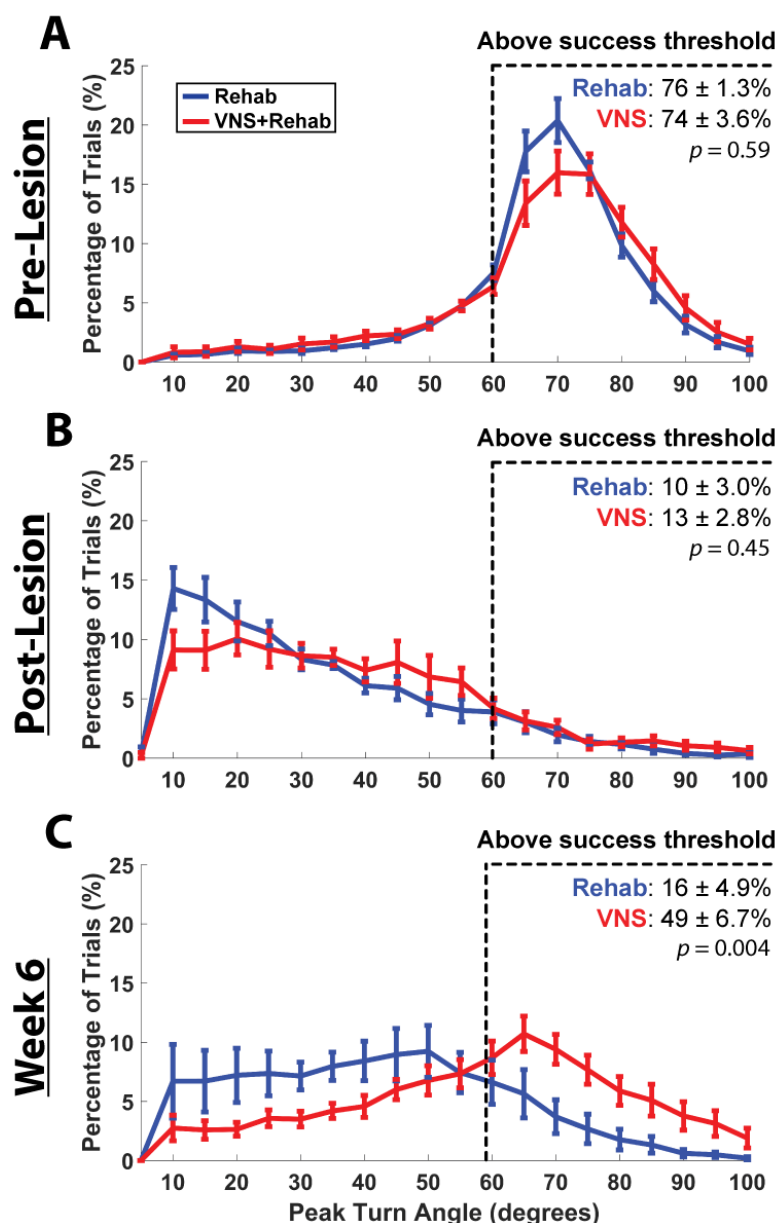 A
Above success threshold
Pre-Lesion
Percentage of Trials (%)
25
20
15
10
5
0
Rehab
VNS+Rehab
Rehab: 76 ± 1.3%
VNS: 74 ± 3.6%
p = 0.59
10 20 30 40 50 60 70 80 90 100
B
Above success threshold
Post-Lesion
Percentage of Trials (%)
25
20
15
10
5
0
Rehab: 10 ± 3.0%
VNS: 13 ± 2.8%
p = 0.45
10 20 30 40 50 60 70 80 90 100
C
Above success threshold
Week 6
Percentage of Trials (%)
25
20
15
10
5
0
Rehab: 16 ± 4.9%
VNS: 49 ± 6.7%
p = 0.004
10 20 30 40 50 60 70 80 90 100
Peak Turn Angle (degrees)